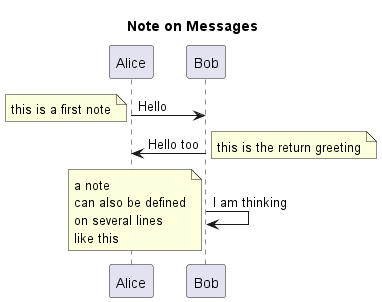 Note on Messages
Alice Bob
this is a first note
Hello
Hello too
this is the return greeting
a note
can also be defined
on several lines
like this
I am thinking
Alice Bob